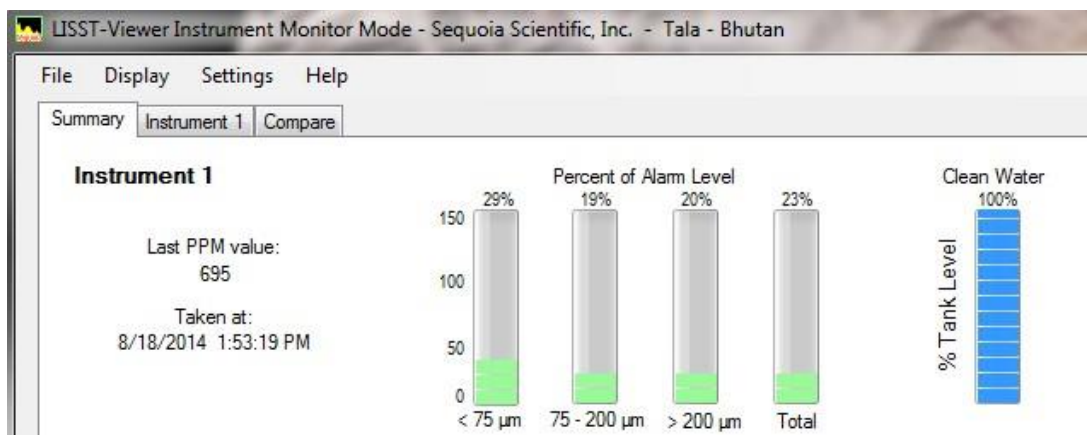 LISST-Viewer Instrument Monitor Mode - Sequoia Scientific, Inc. - Tala - Bhutan
File Display Settings Help
Summary Instrument 1 Compare
Instrument 1
Last PPM value:
695
Taken at:
8/18/2014 1:53:19 PM
Percent of Alarm Level
29% 19% 20% 23%
150
100
50
0
< 75 µm 75 - 200 µm > 200 µm Total
Clean Water
100%
% Tank Level